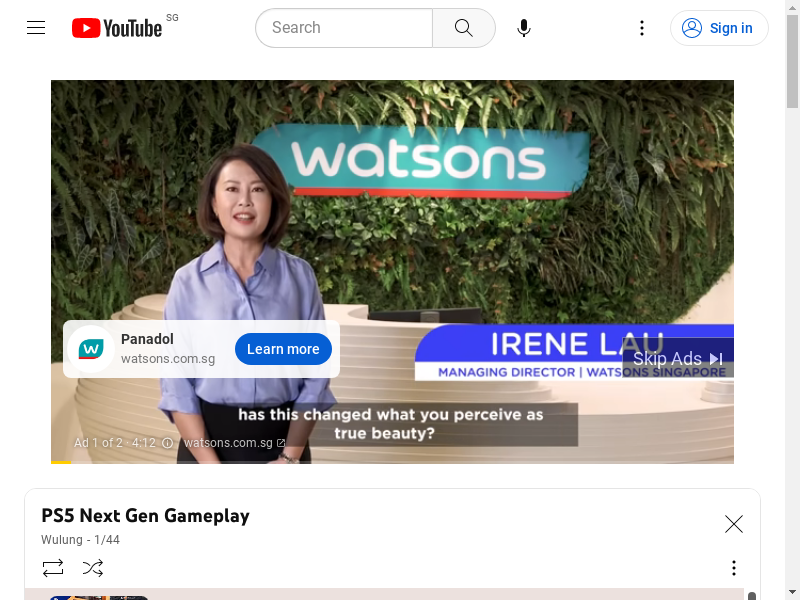 YouTube
SG
Search
Sign in
watsons
IRENE LAU
MANAGING DIRECTOR | WATSONS SINGAPORE
Skip Ads
Panadol
watsons.com.sg
Learn more
has this changed what you perceive as
true beauty?
Ad 1 of 2 · 4:12
watsons.com.sg
PS5 Next Gen Gameplay
Wulung - 1/44